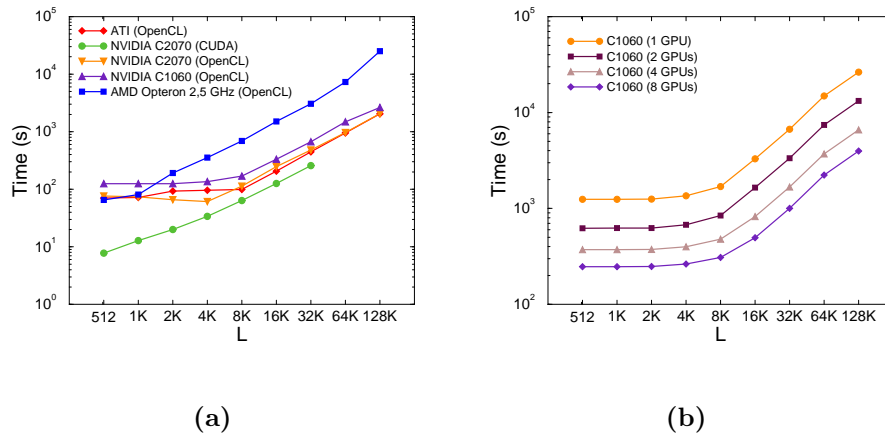 10^5
10^4
10^3
10^2
10^1
10^0
Time (s)
ATI (OpenCL)
NVIDIA C2070 (CUDA)
NVIDIA C2070 (OpenCL)
NVIDIA C1060 (OpenCL)
AMD Opteron 2,5 GHz (OpenCL)
512 1K 2K 4K 8K 16K 32K 64K 128K
L
(a)
10^5
10^4
10^3
10^2
Time (s)
C1060 (1 GPU)
C1060 (2 GPUs)
C1060 (4 GPUs)
C1060 (8 GPUs)
512 1K 2K 4K 8K 16K 32K 64K 128K
L
(b)